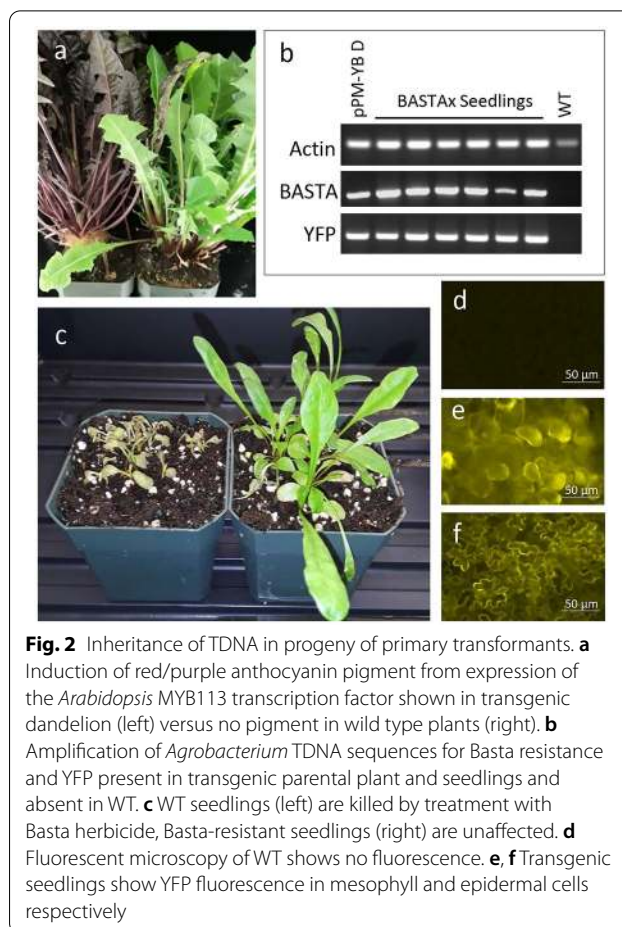 a
b
pPM-YB D
BASTAx Seedlings
WT
Actin
BASTA
YFP
c
d
50 µm
e
50 µm
f
50 µm
Fig. 2 Inheritance of TDNA in progeny of primary transformants. a
Induction of red/purple anthocyanin pigment from expression of
the Arabidopsis MYB113 transcription factor shown in transgenic
dandelion (left) versus no pigment in wild type plants (right). b
Amplification of Agrobacterium TDNA sequences for Basta resistance
and YFP present in transgenic parental plant and seedlings and
absent in WT. c WT seedlings (left) are killed by treatment with
Basta herbicide, Basta-resistant seedlings (right) are unaffected. d
Fluorescent microscopy of WT shows no fluorescence. e, f Transgenic
seedlings show YFP fluorescence in mesophyll and epidermal cells
respectively